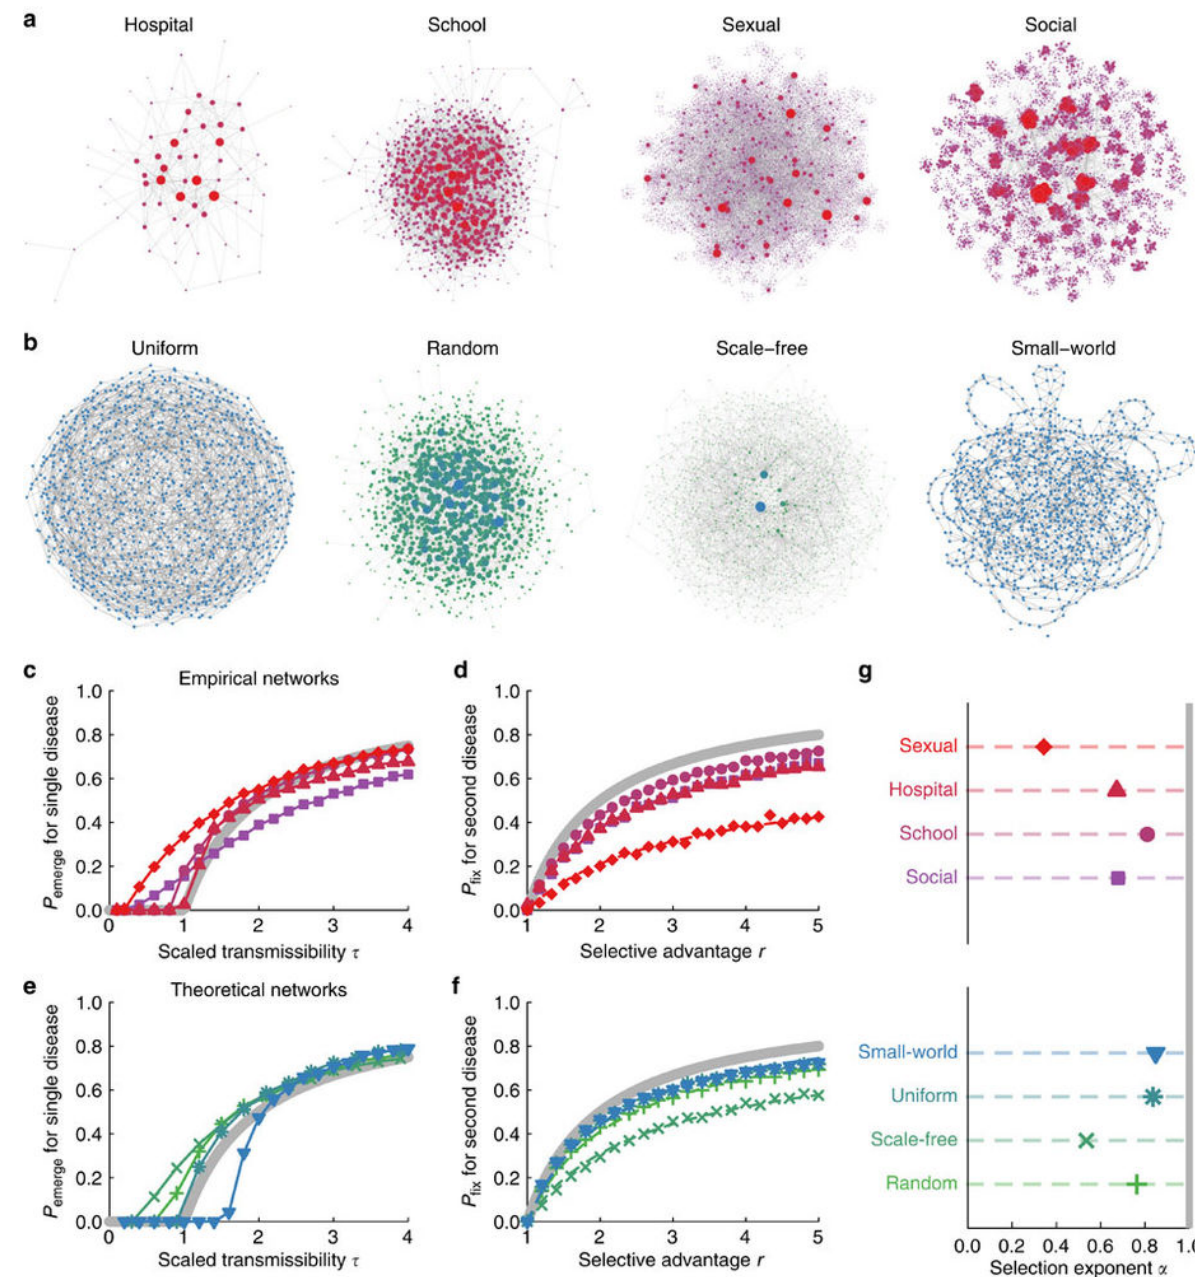 a
Hospital
School
Sexual
Social
b
Uniform
Random
Scale–free
Small–world
c
Empirical networks
P_emerge for single disease
1.0
0.8
0.6
0.4
0.2
0.0
0
1
2
3
4
Scaled transmissibility τ
d
P_fix for second disease
1.0
0.8
0.6
0.4
0.2
0.0
1
2
3
4
5
Selective advantage r
g
Sexual
Hospital
School
Social
e
Theoretical networks
P_emerge for single disease
1.0
0.8
0.6
0.4
0.2
0.0
0
1
2
3
4
Scaled transmissibility τ
f
P_fix for second disease
1.0
0.8
0.6
0.4
0.2
0.0
1
2
3
4
5
Selective advantage r
Small-world
Uniform
Scale-free
Random
0.0
0.2
0.4
0.6
0.8
1.0
Selection exponent α